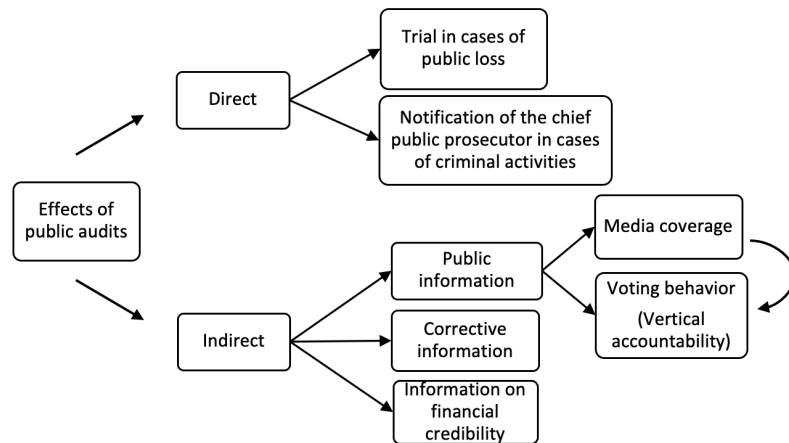 Trial in cases of
public loss
Direct
Notification of the chief
public prosecutor in cases
of criminal activities
Effects of
public audits
Media coverage
Public
information
Voting behavior
(Vertical
accountability)
Indirect
Corrective
information
Information on
financial
credibility